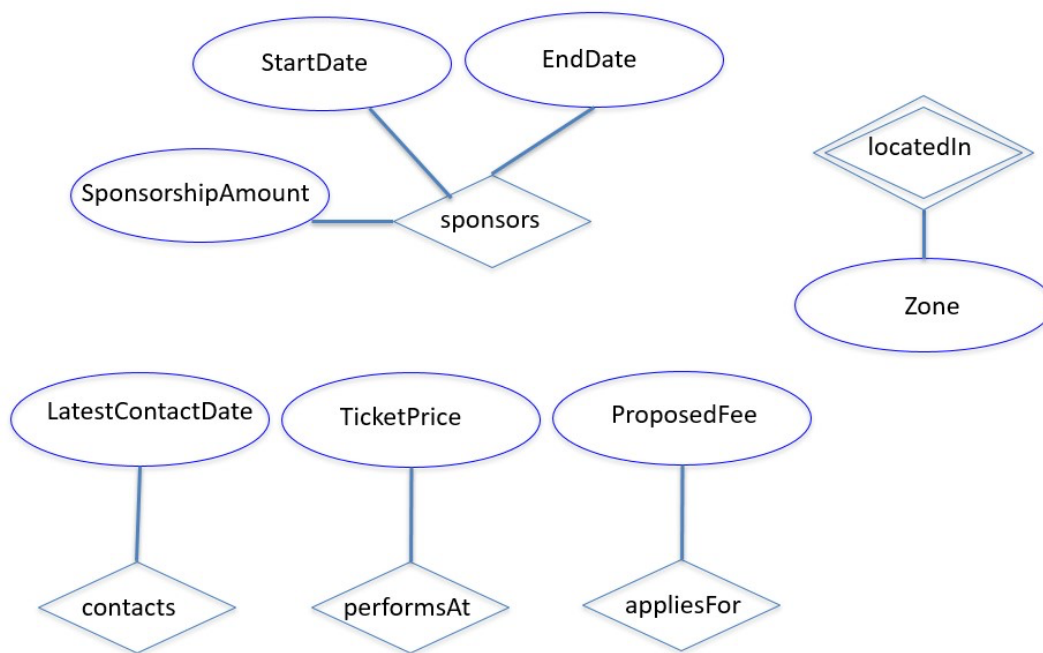 StartDate
EndDate
locatedIn
SponsorshipAmount
sponsors
Zone
LatestContactDate
TicketPrice
ProposedFee
contacts
performsAt
appliesFor